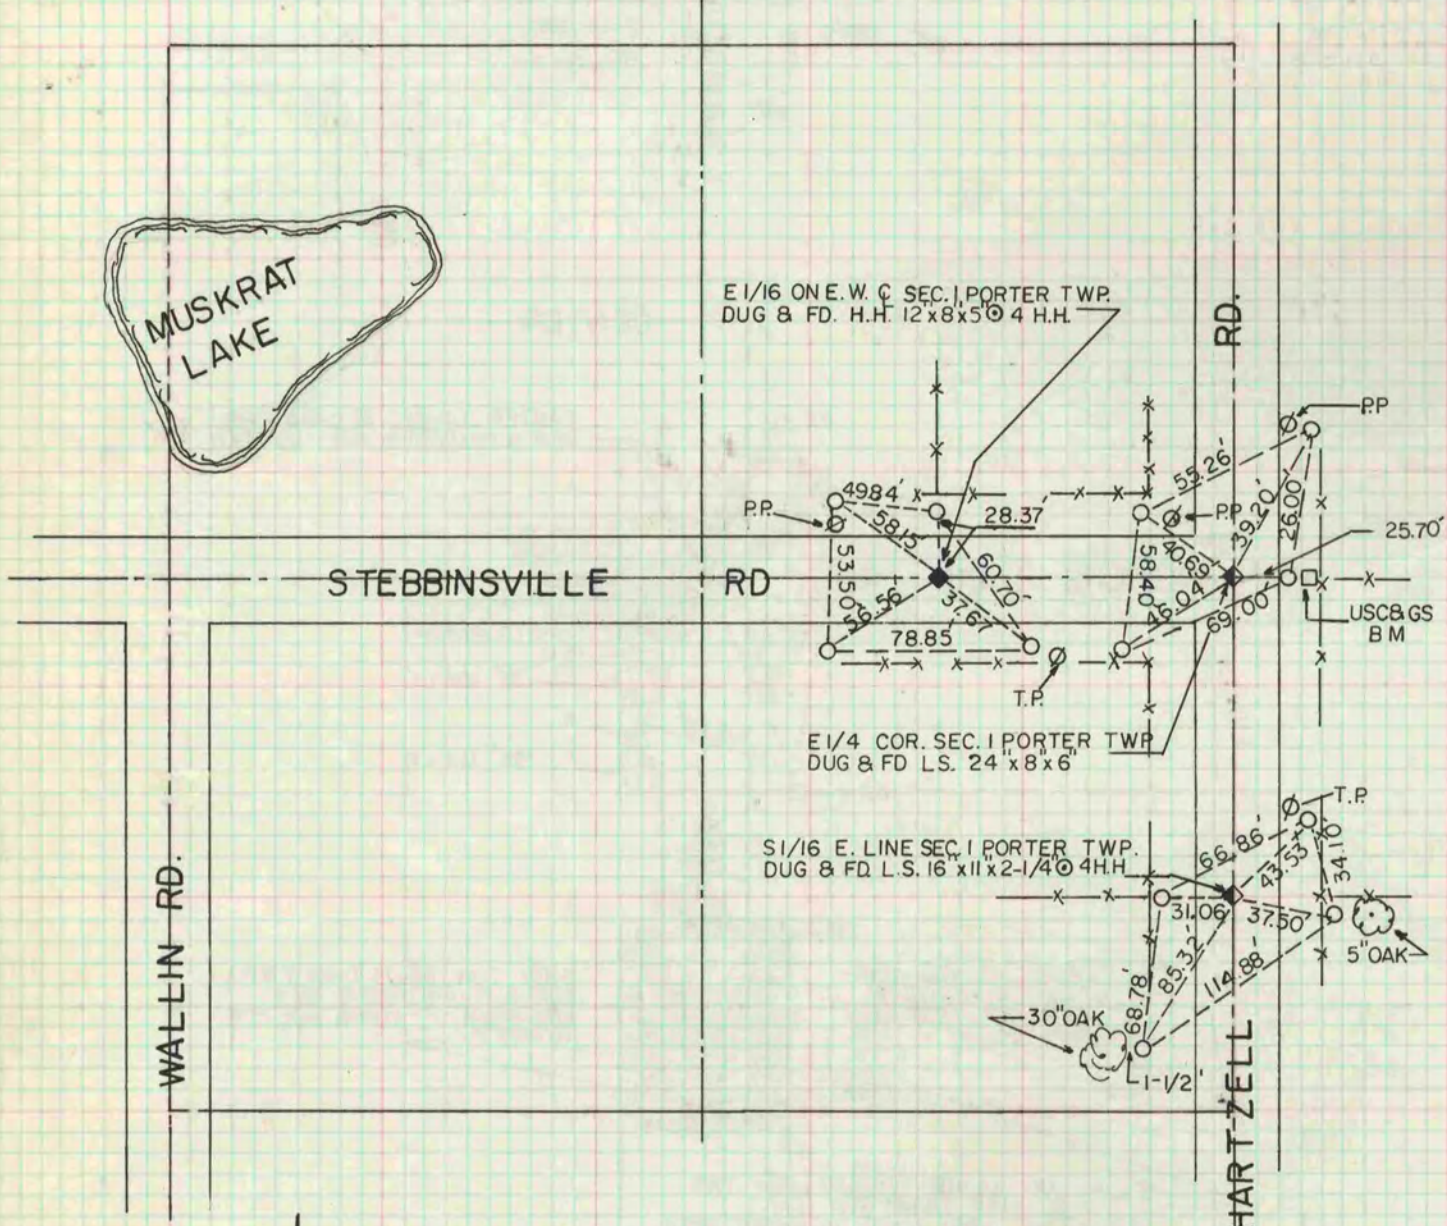 MUSKRAT
LAKE
E 1/16 ON E. W. ℄ SEC. 1, PORTER TWP.
DUG & FD. H.H. 12"x8"x5"⊙ 4 H.H.
RD.
P.P
55.26'
49.84'
P.P.
58.15'
28.37'
P.P.
39.20'
26.00'
25.70'
53.50'
60.70'
40.69'
58.40'
STEBBINSVILLE RD
56.56'
37.67'
46.04'
69.00'
78.85'
USC&GS
B M
T.P.
E 1/4 COR. SEC. 1 PORTER TWP
DUG & FD L.S. 24"x8"x6"
T.P.
S 1/16 E. LINE SEC. 1 PORTER TWP.
DUG & FD. L.S. 16"x11"x2-1/4"⊙ 4H.H.
66.86'
43.53'
34.10'
31.06'
37.50'
5"OAK
WALLIN RD.
85.32'
114.88'
68.78'
30"OAK
1-1/2'
HARTZELL